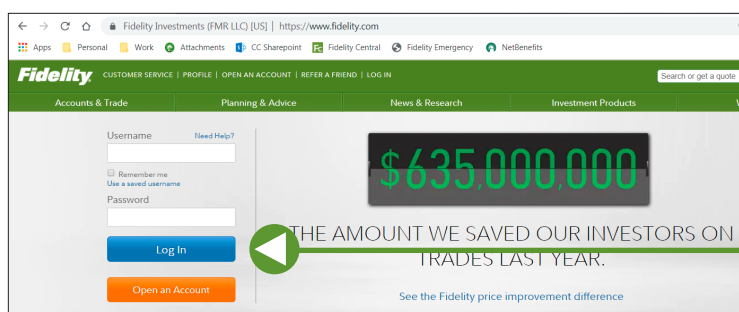 Fidelity Investments (FMR LLC) [US] | https://www.fidelity.com
Apps Personal Work Attachments CC Sharepoint Fidelity Central Fidelity Emergency NetBenefits
Fidelity CUSTOMER SERVICE | PROFILE | OPEN AN ACCOUNT | REFER A FRIEND | LOG IN Search or get a quote
Accounts & Trade Planning & Advice News & Research Investment Products
Username Need Help?
Remember me
Use a saved username
Password
Log In
Open an Account
$635,000,000
THE AMOUNT WE SAVED OUR INVESTORS ON
TRADES LAST YEAR.
See the Fidelity price improvement difference